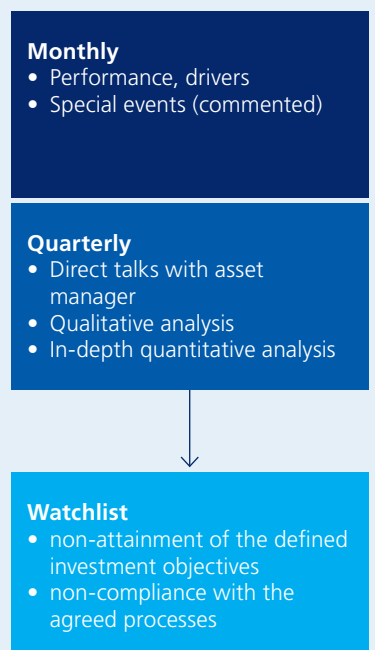 Monthly
• Performance, drivers
• Special events (commented)
Quarterly
• Direct talks with asset
manager
• Qualitative analysis
• In-depth quantitative analysis
Watchlist
• non-attainment of the defined
investment objectives
• non-compliance with the
agreed processes